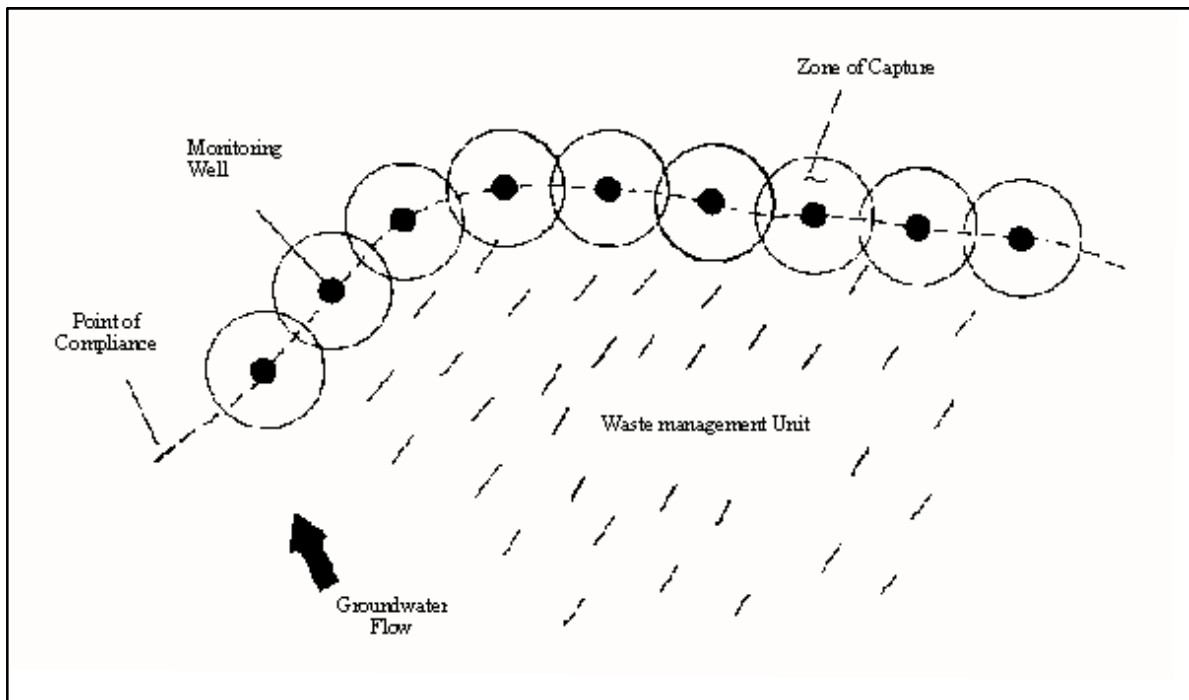 Zone of Capture
Monitoring
Well
Point of
Compliance
Waste management Unit
Groundwater
Flow